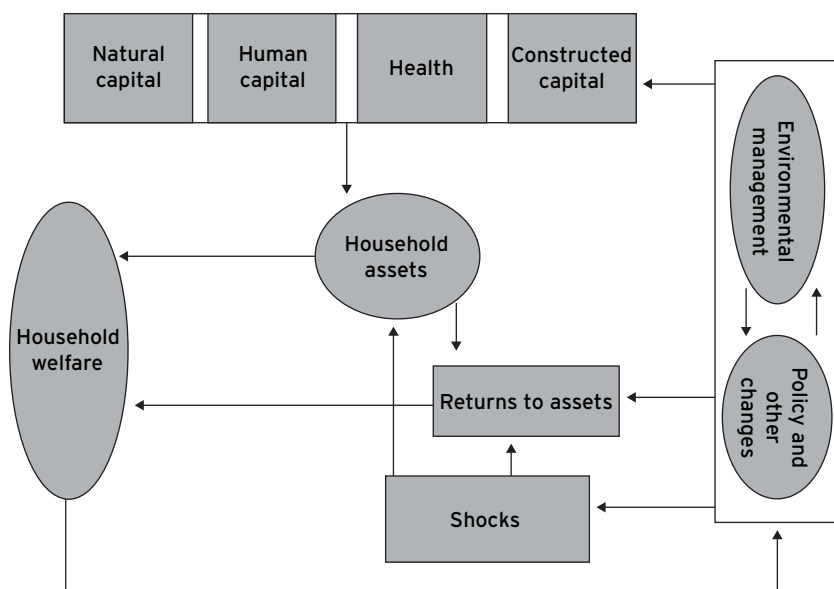 Natural
capital
Human
capital
Health
Constructed
capital
Environmental
management
Household
assets
Household
welfare
Policy and
other
changes
Returns to assets
Shocks